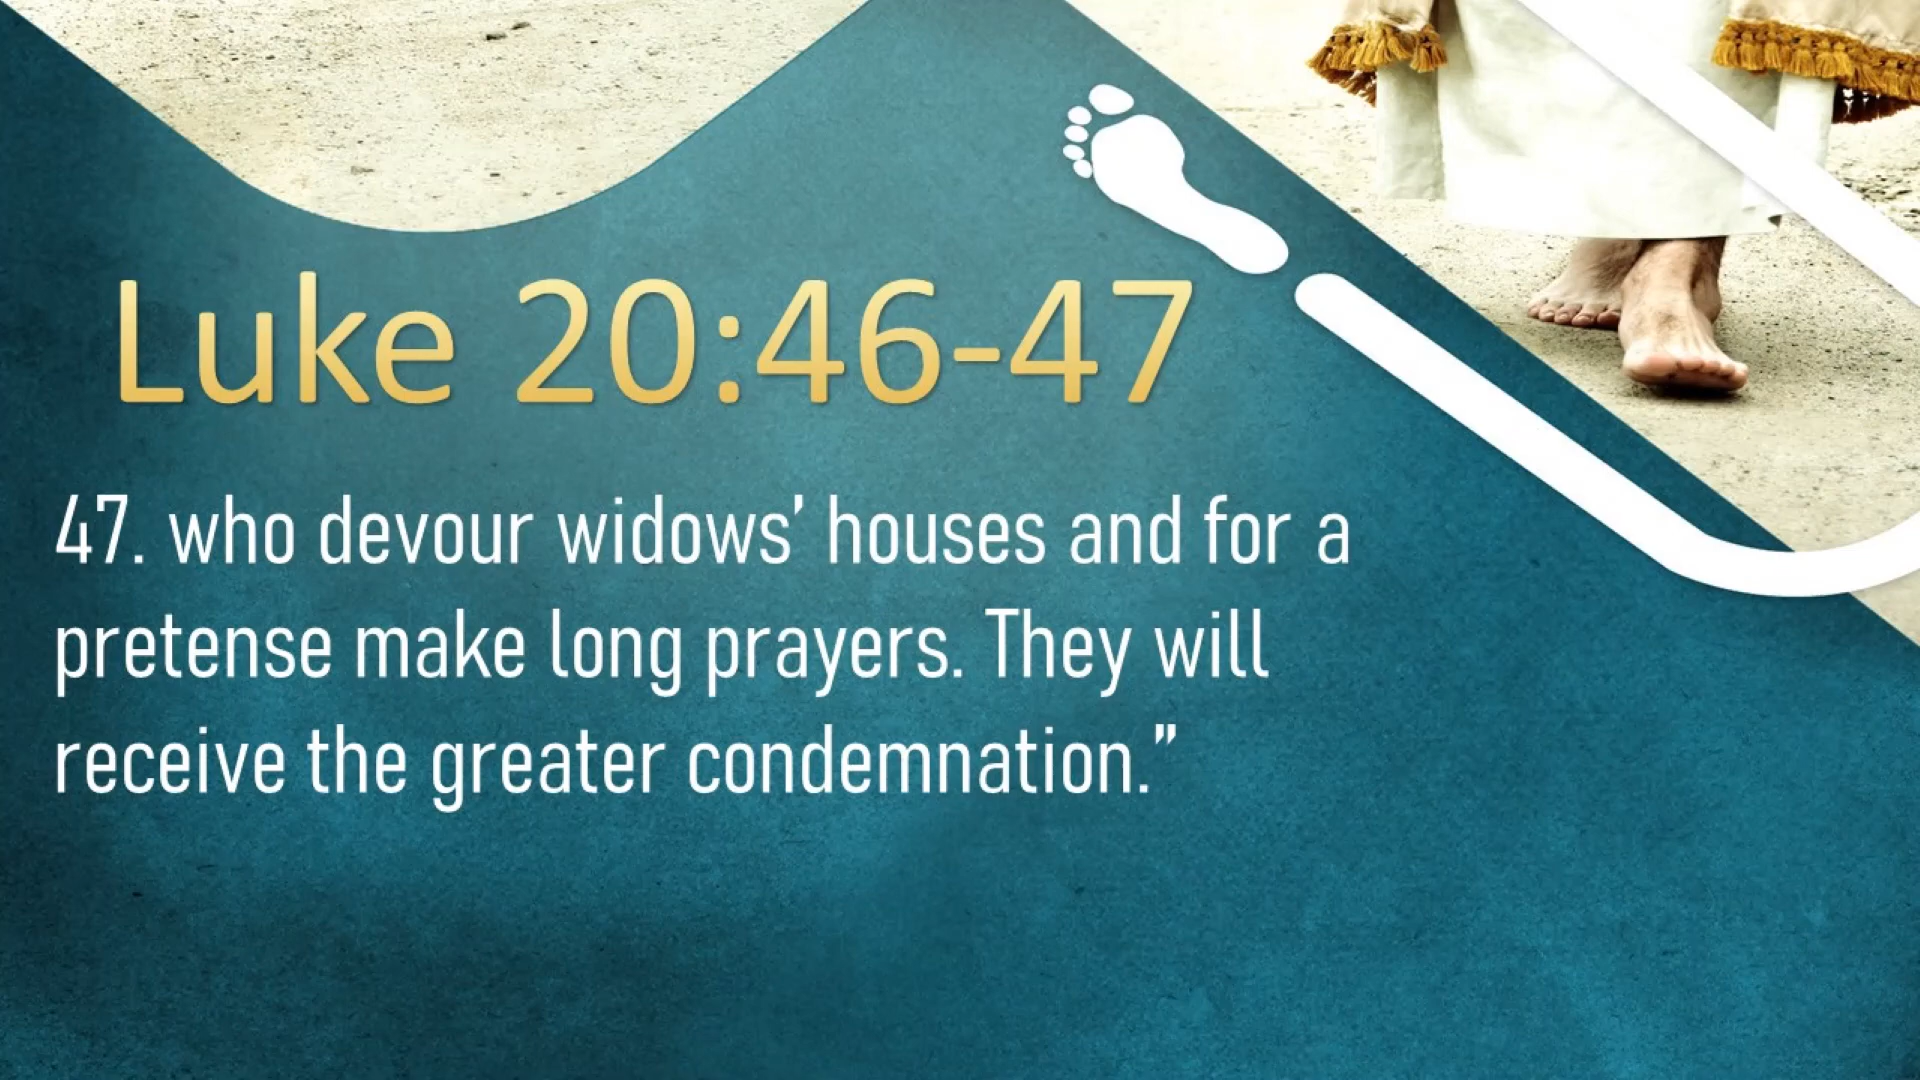 Luke 20:46-47
47. who devour widows’ houses and for a
pretense make long prayers. They will
receive the greater condemnation.”